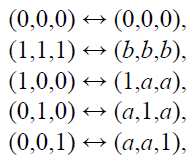 (0,0,0) ↔ (0,0,0),
(1,1,1) ↔ (b,b,b),
(1,0,0) ↔ (1,a,a),
(0,1,0) ↔ (a,1,a),
(0,0,1) ↔ (a,a,1),